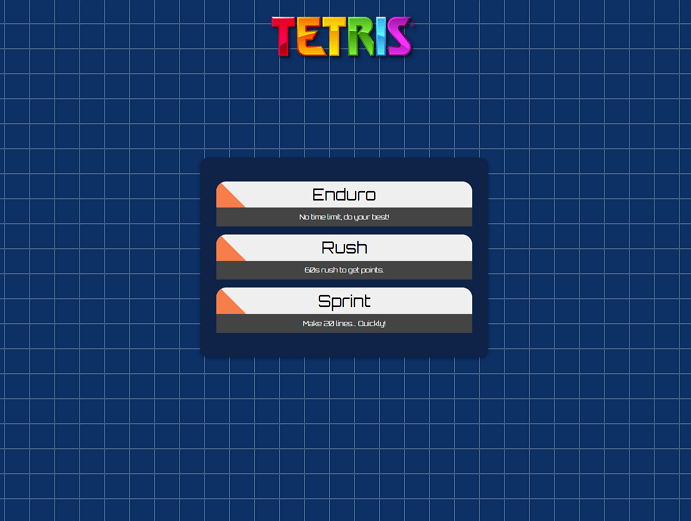 TETRIS
Enduro
No time limit, do your best!
Rush
60s rush to get points.
Sprint
Make 20 lines... Quickly!